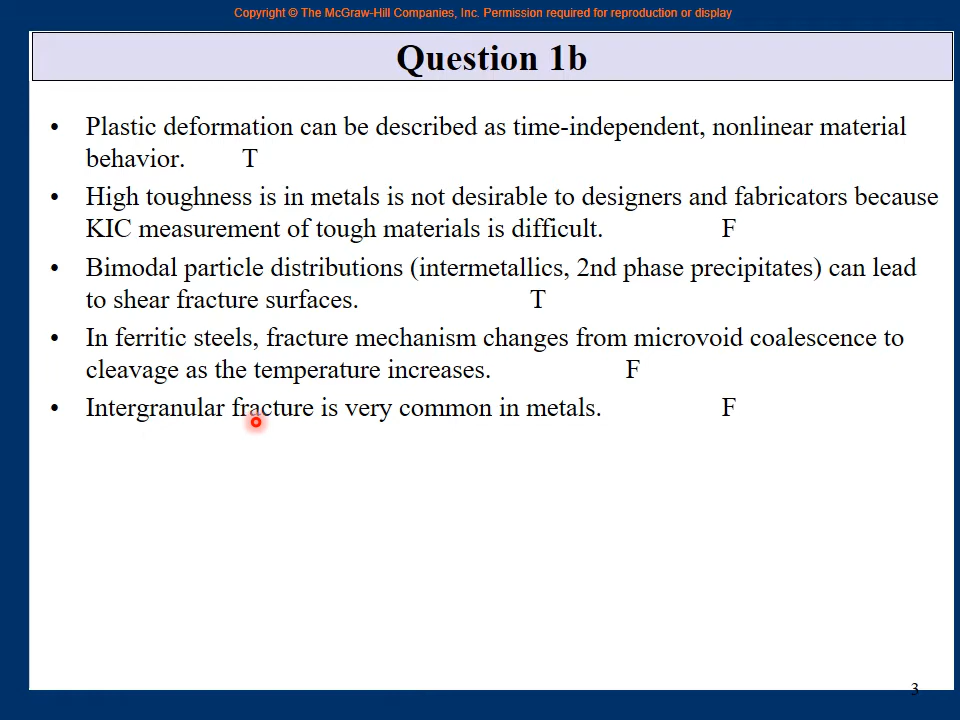 Copyright © The McGraw-Hill Companies, Inc. Permission required for reproduction or display
Question 1b
• Plastic deformation can be described as time-independent, nonlinear material
behavior. T
• High toughness is in metals is not desirable to designers and fabricators because
KIC measurement of tough materials is difficult. F
• Bimodal particle distributions (intermetallics, 2nd phase precipitates) can lead
to shear fracture surfaces. T
• In ferritic steels, fracture mechanism changes from microvoid coalescence to
cleavage as the temperature increases. F
• Intergranular fracture is very common in metals. F
3